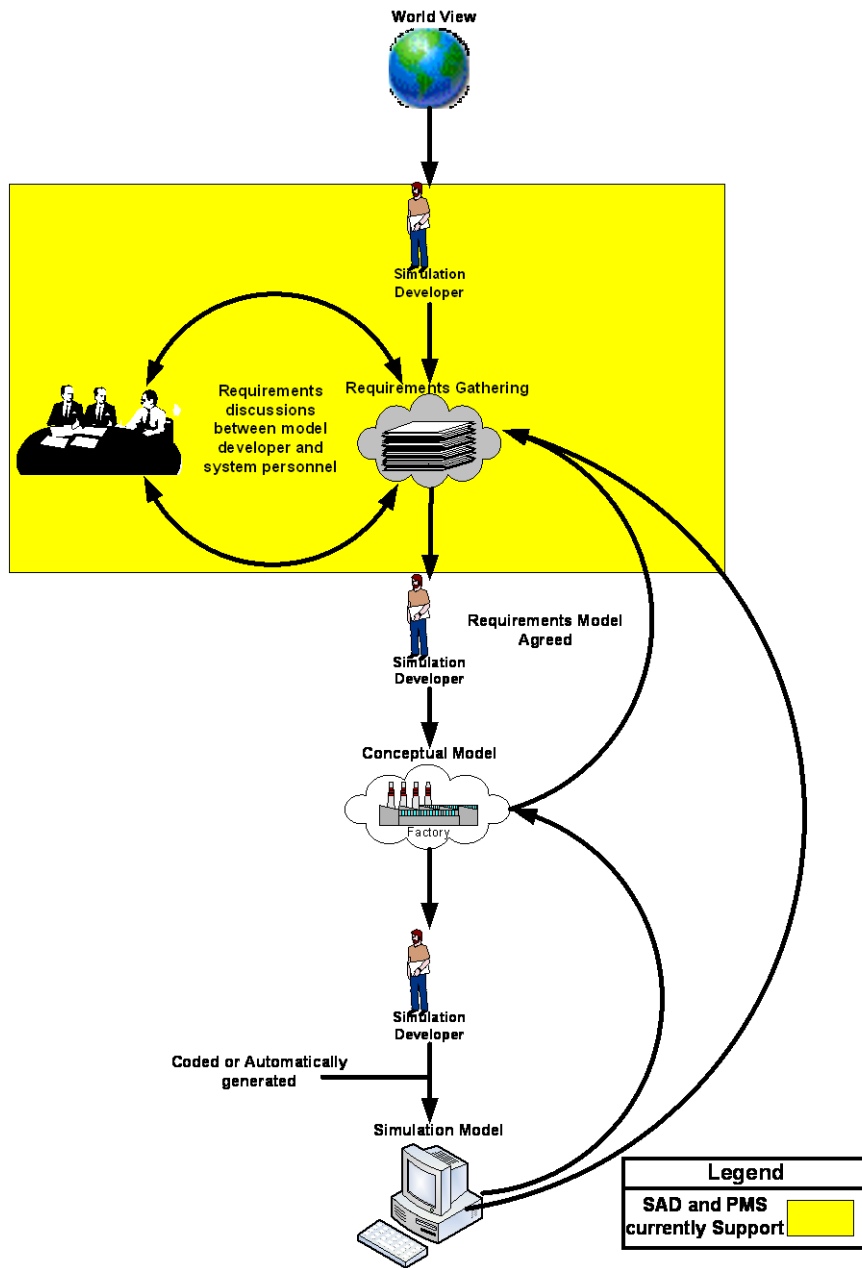 World View
Simulation
Developer
Requirements Gathering
Requirements
discussions
between model
developer and
system personnel
Simulation
Developer
Requirements Model
Agreed
Conceptual Model
Factory
Simulation
Developer
Coded or Automatically
generated
Simulation Model
Legend
SAD and PMS
currently Support